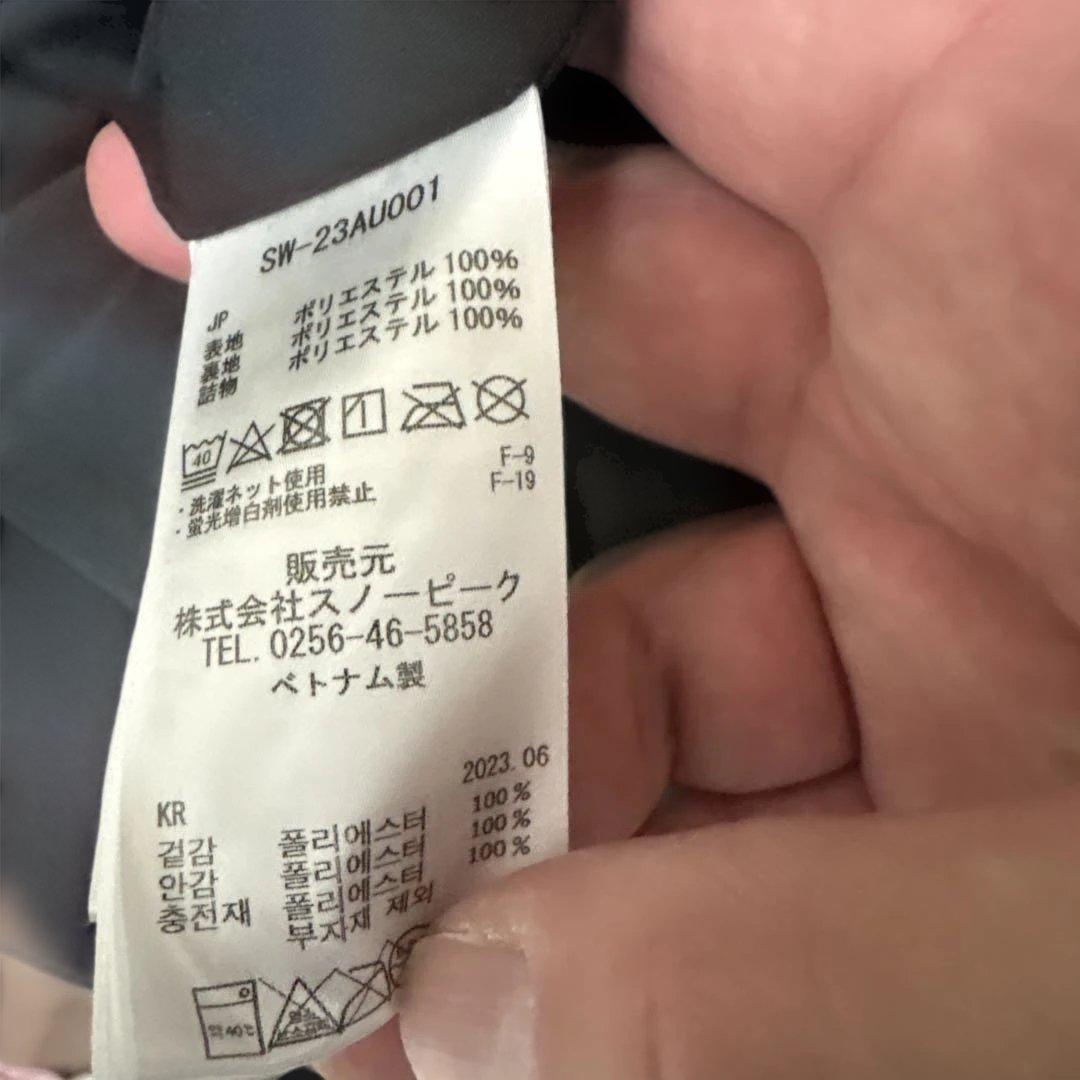 SW-23AU001
JP
表地 ポリエステル 100%
裏地 ポリエステル 100%
詰物 ポリエステル 100%
40
F-9
・洗濯ネット使用
F-19
・蛍光増白剤使用禁止
販売元
株式会社スノーピーク
TEL. 0256-46-5858
ベトナム製
2023. 06
KR
겉감 폴리에스터 100%
안감 폴리에스터 100%
충전재 폴리에스터 100%
부자재 제외
약 40℃